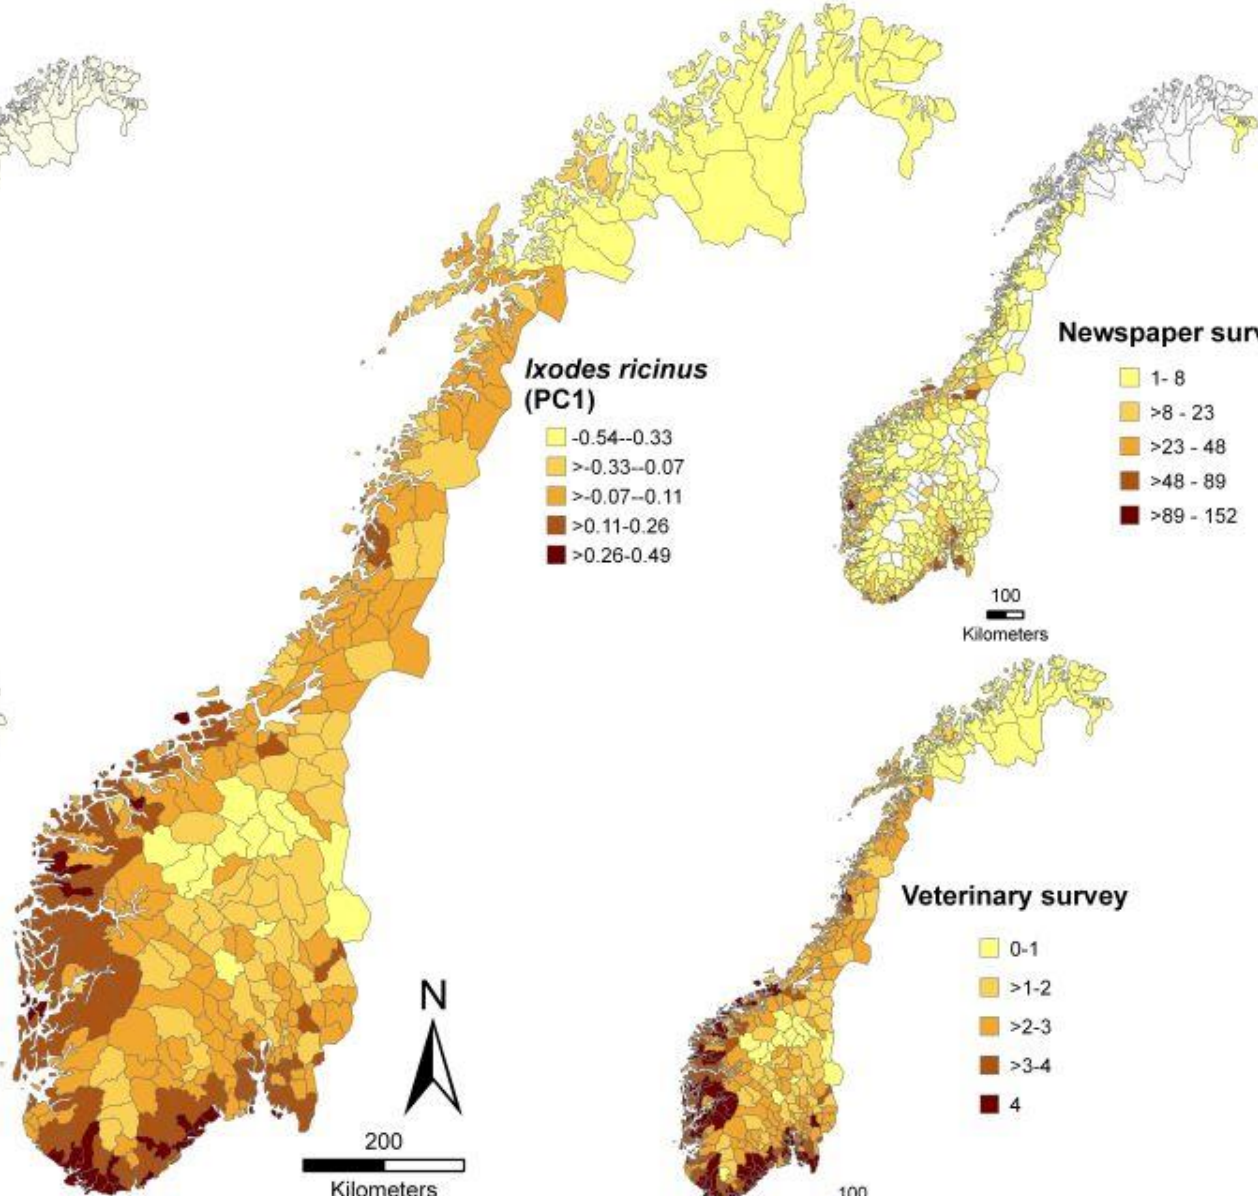 Ixodes ricinus
(PC1)
-0.54--0.33
>-0.33--0.07
>-0.07--0.11
>0.11-0.26
>0.26-0.49
N
200
Kilometers
Newspaper surv
1- 8
>8 - 23
>23 - 48
>48 - 89
>89 - 152
100
Kilometers
Veterinary survey
0-1
>1-2
>2-3
>3-4
4
100